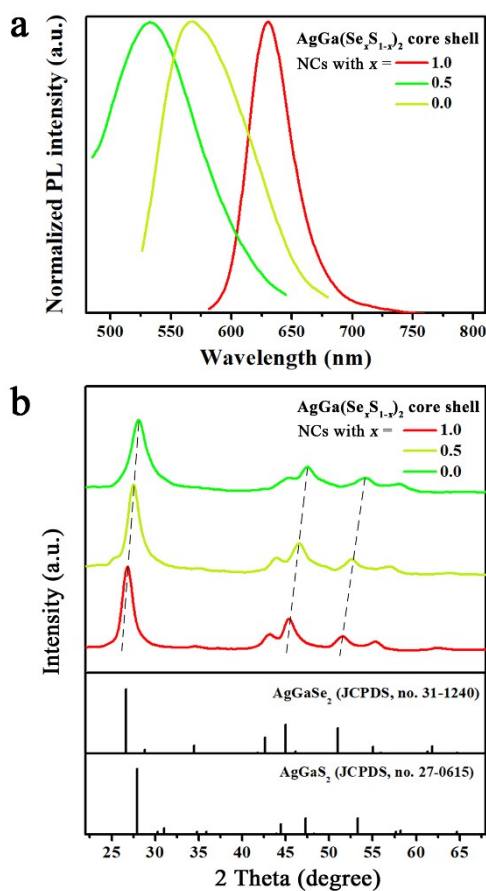 a
Normalized PL intensity (a.u.)
AgGa(SeₓS₁₋ₓ)₂ core shell
NCs with x =
1.0
0.5
0.0
500 550 600 650 700 750 800
Wavelength (nm)
b
Intensity (a.u.)
AgGa(SeₓS₁₋ₓ)₂ core shell
NCs with x =
1.0
0.5
0.0
AgGaSe₂ (JCPDS, no. 31-1240)
AgGaS₂ (JCPDS, no. 27-0615)
25 30 35 40 45 50 55 60 65
2 Theta (degree)